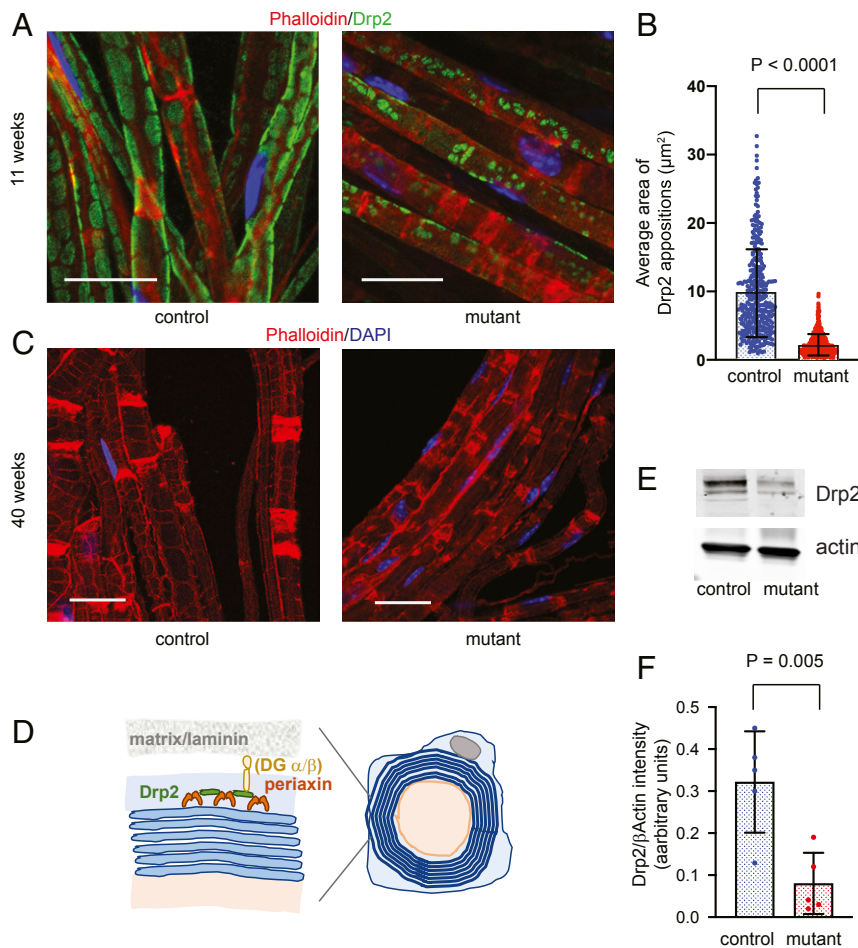 A
Phalloidin/Drp2
11 weeks
control
mutant
B
P < 0.0001
Average area of
Drp2 appositions (µm²)
40
30
20
10
0
control
mutant
C
Phalloidin/DAPI
40 weeks
control
mutant
D
matrix/laminin
(DG α/β)
Drp2
periaxin
E
Drp2
actin
control
mutant
F
P = 0.005
Drp2/βActin intensity
(aarbitrary units)
0.5
0.4
0.3
0.2
0.1
0.0
control
mutant